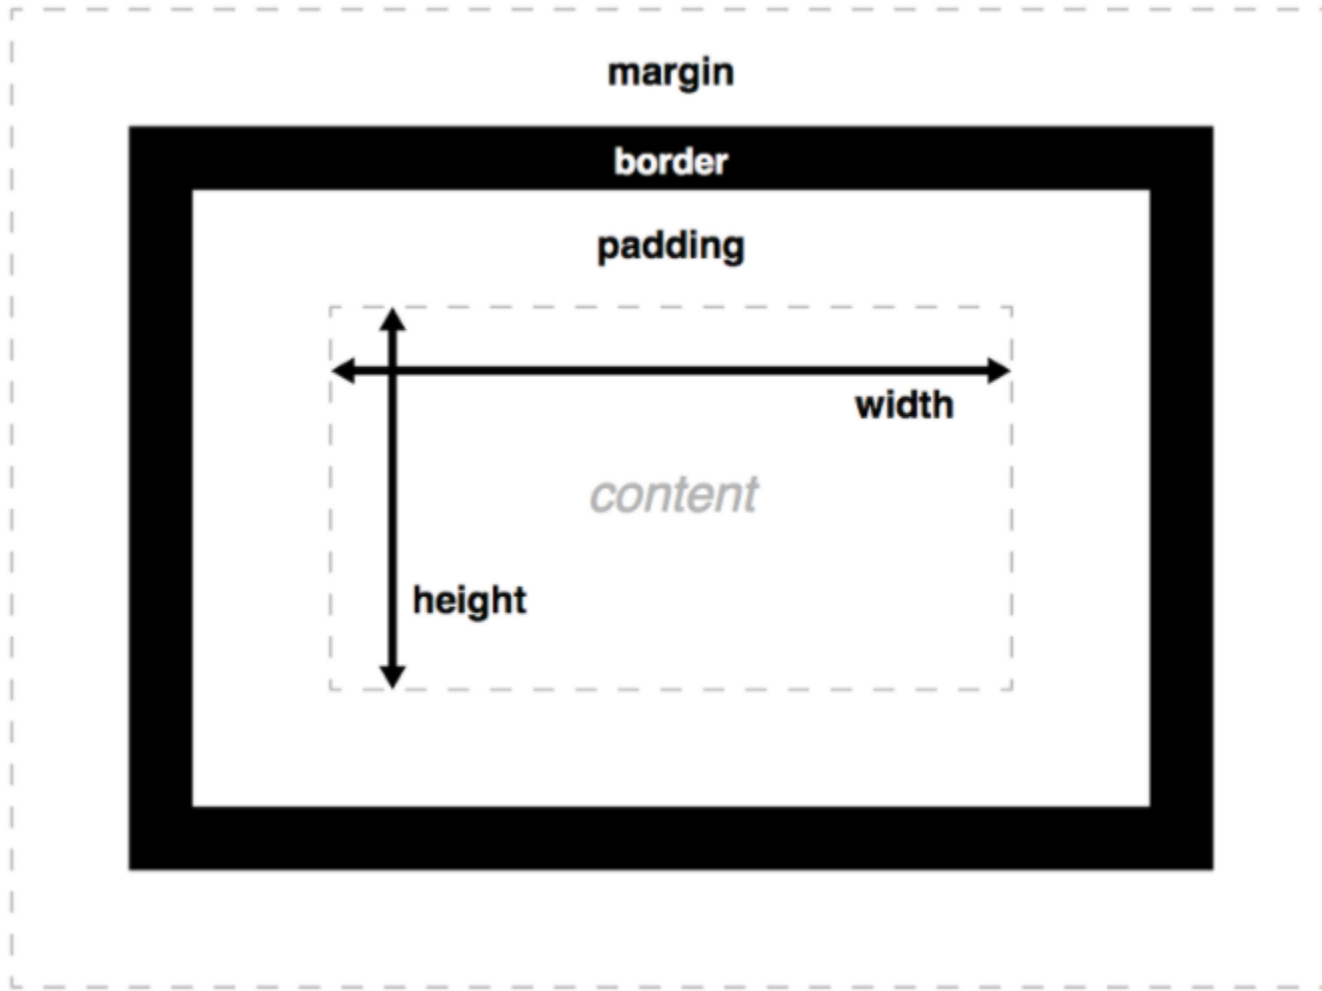 margin
border
padding
width
content
height